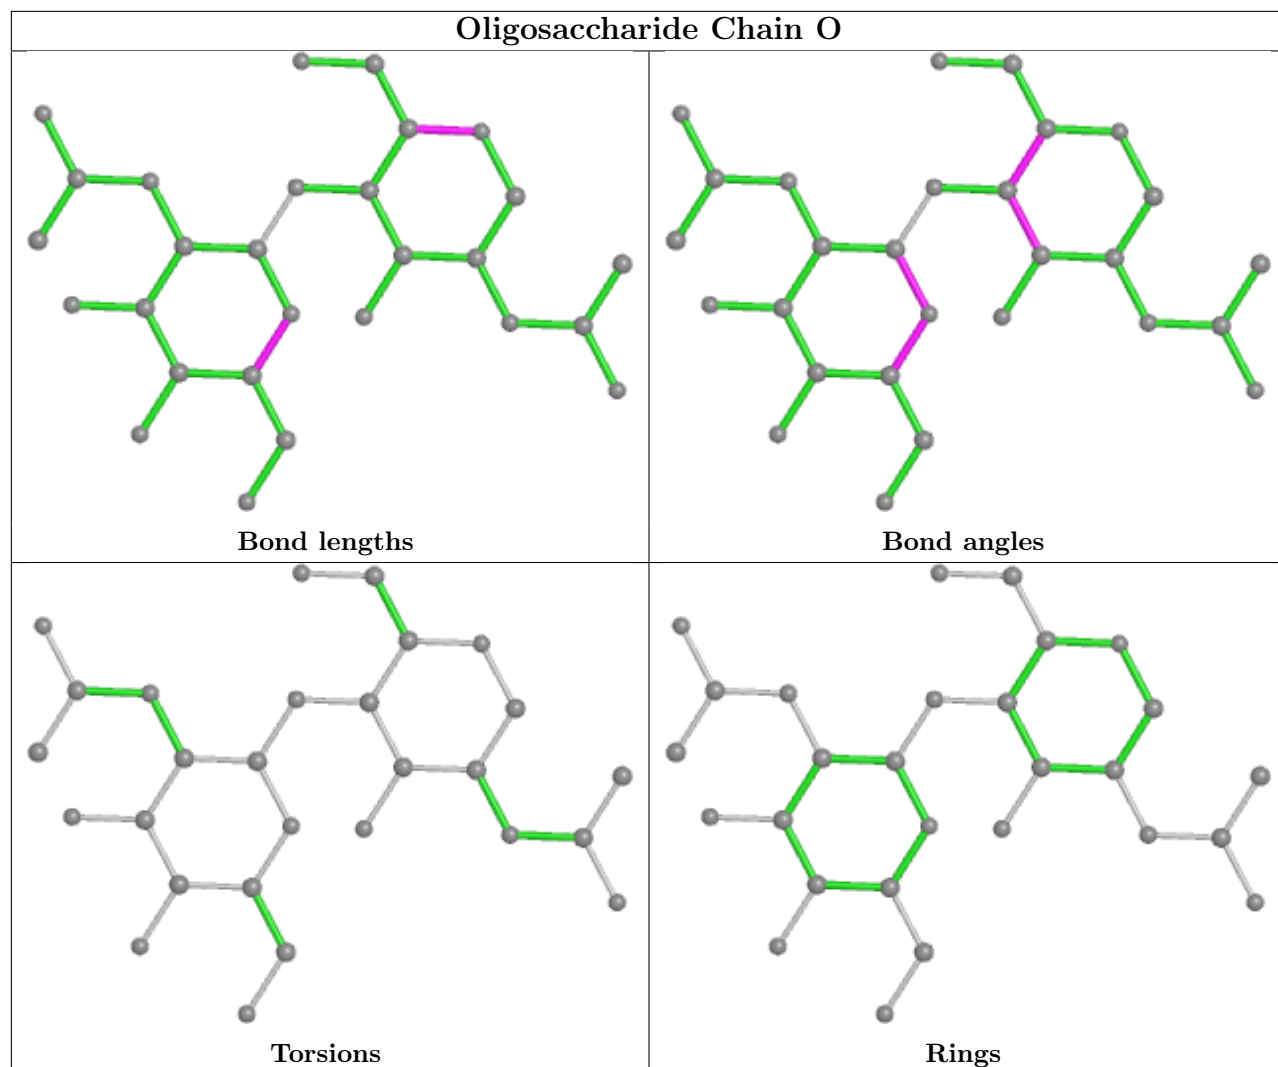 Oligosaccharide Chain O
Bond lengths
Bond angles
Torsions
Rings